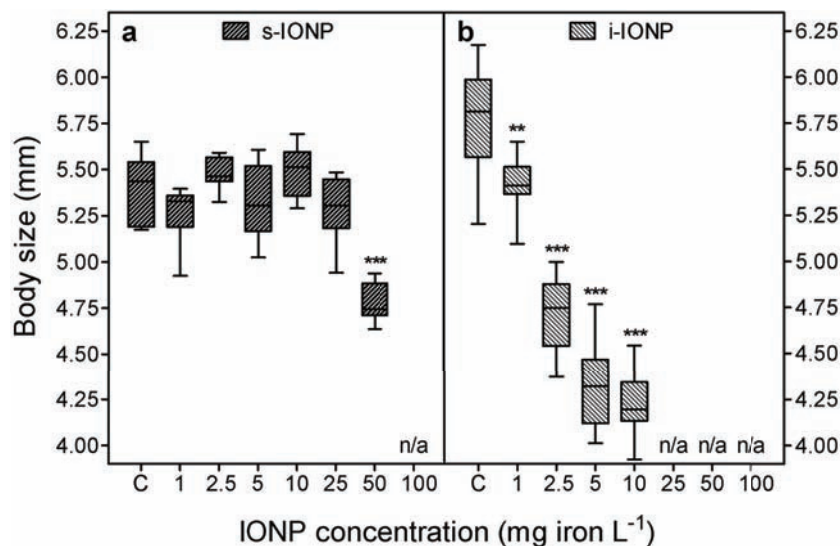 a s-IONP b i-IONP
6.25 6.25
6.00 6.00
5.75 5.75
**
5.50 5.50
5.25 5.25
Body size (mm)
*** ***
5.00 5.00
*** ***
4.75 4.75
4.50 4.50
4.25 4.25
4.00 n/a n/a n/a n/a 4.00
C 1 2.5 5 10 25 50 100 C 1 2.5 5 10 25 50 100
IONP concentration (mg iron L⁻¹)